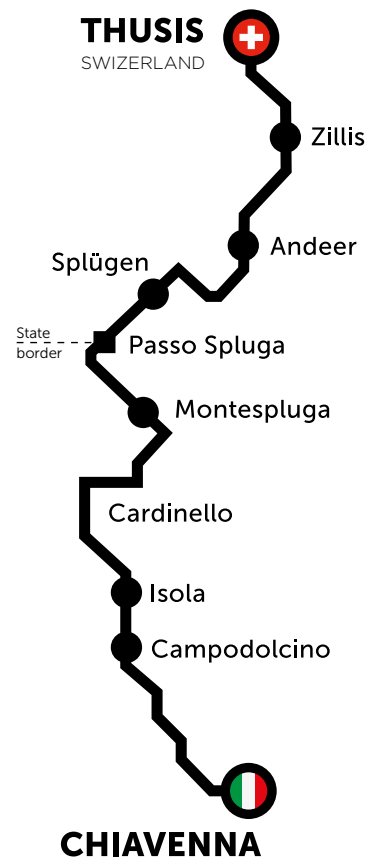 THUSIS
SWIZERLAND
Zillis
Andeer
Splügen
State
border
Passo Spluga
Montespluga
Cardinello
Isola
Campodolcino
CHIAVENNA